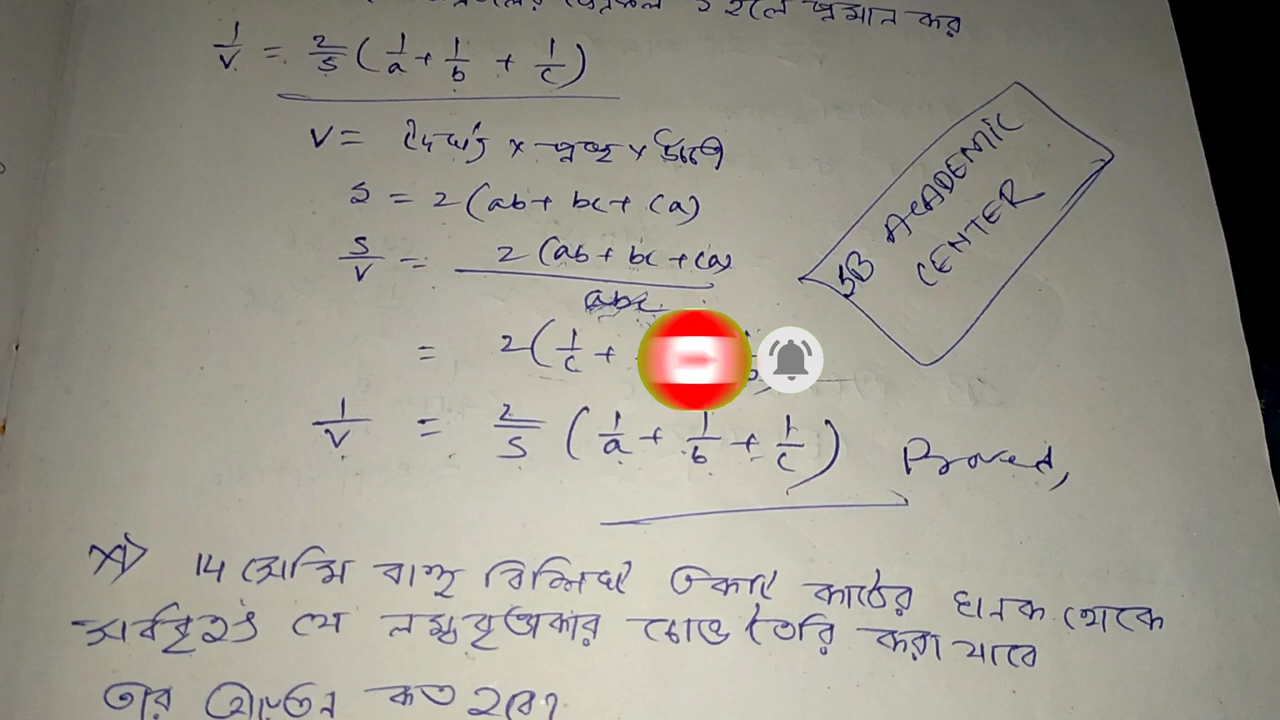 হলে প্রমান কর
1/V = 2/S (1/a + 1/b + 1/c)
V = দৈর্ঘ্য × প্রস্থ × উচ্চতা
S = 2(ab + bc + ca)
S/V = 2(ab + bc + ca)/abc
= 2(1/c +
1/V = 2/S (1/a + 1/b + 1/c) Proved,
SB ACADEMIC
CENTER
14 সেমি বাহু বিশিষ্ট একটি কাঠের ঘনক থেকে
সর্ববৃহৎ যে লম্ববৃত্তাকার চোঙ তৈরি করা যাবে
তার আয়তন কত হবে?